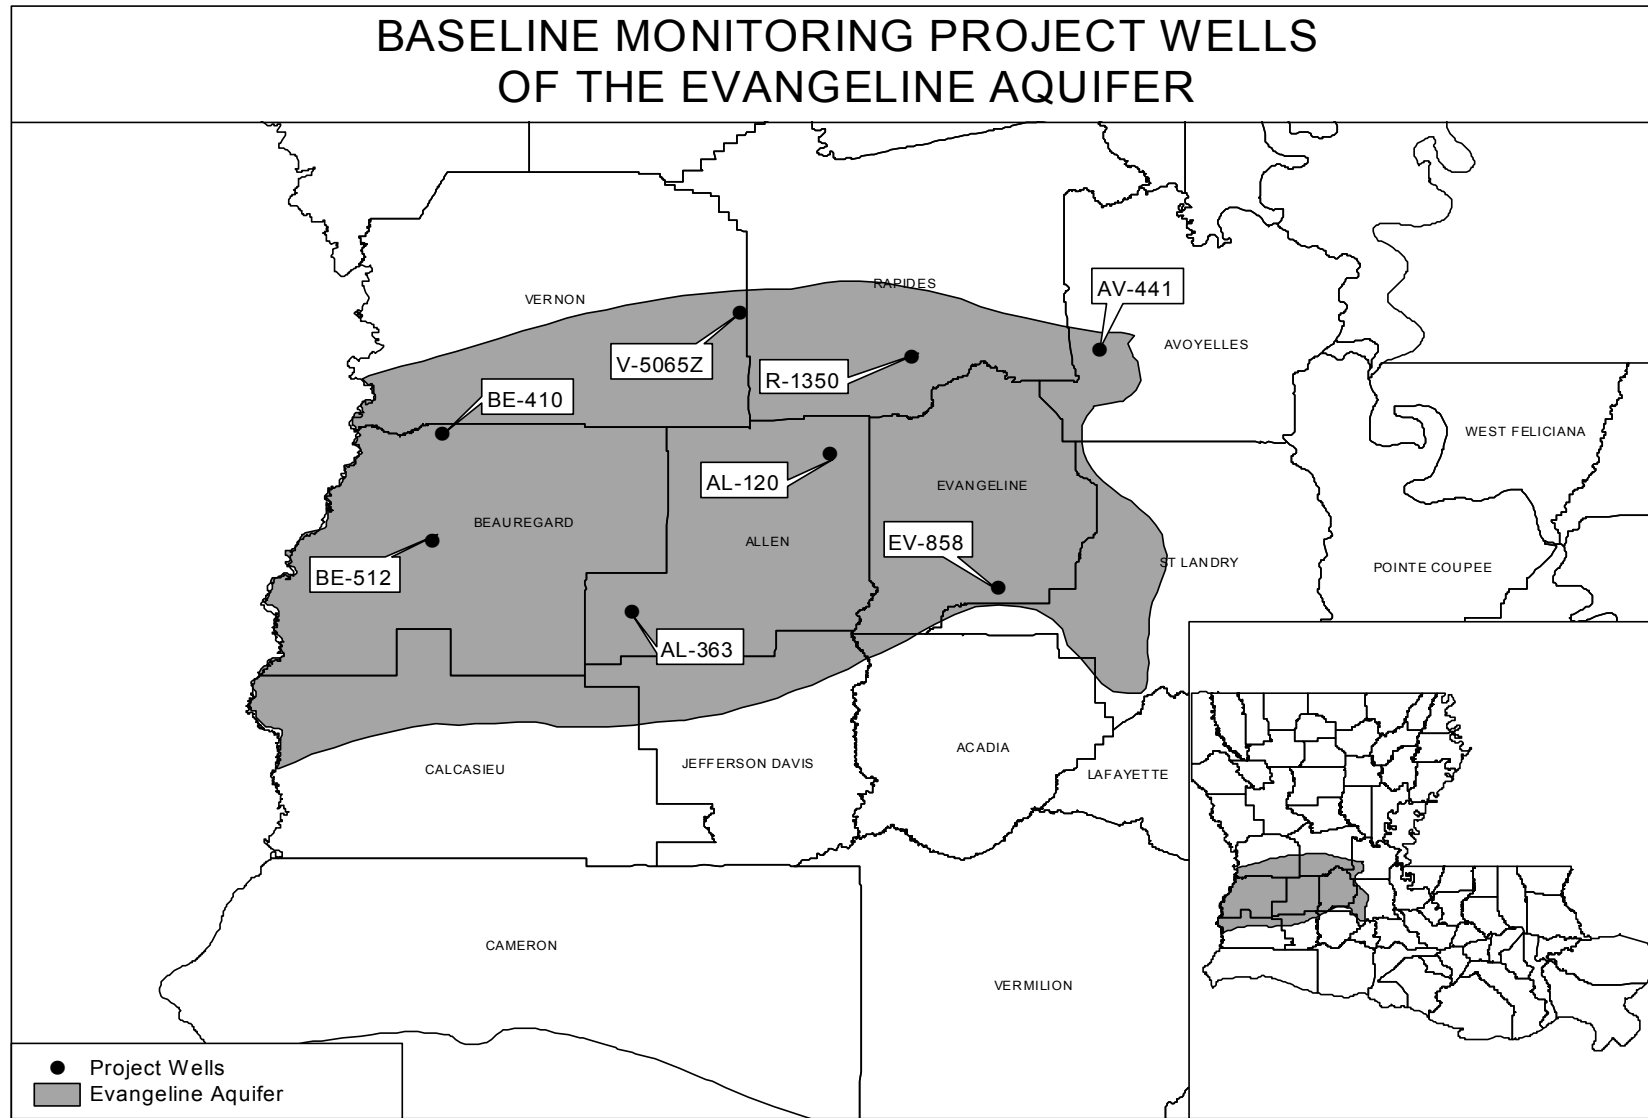 BASELINE MONITORING PROJECT WELLS
OF THE EVANGELINE AQUIFER
RAPIDES
AV-441
VERNON
AVOYELLES
V-5065Z
R-1350
BE-410
WEST FELICIANA
AL-120
EVANGELINE
BEAUREGARD
ALLEN
EV-858
ST LANDRY
POINTE COUPEE
BE-512
AL-363
ACADIA
JEFFERSON DAVIS
CALCASIEU
LAFAYETTE
CAMERON
VERMILION
Project Wells
Evangeline Aquifer